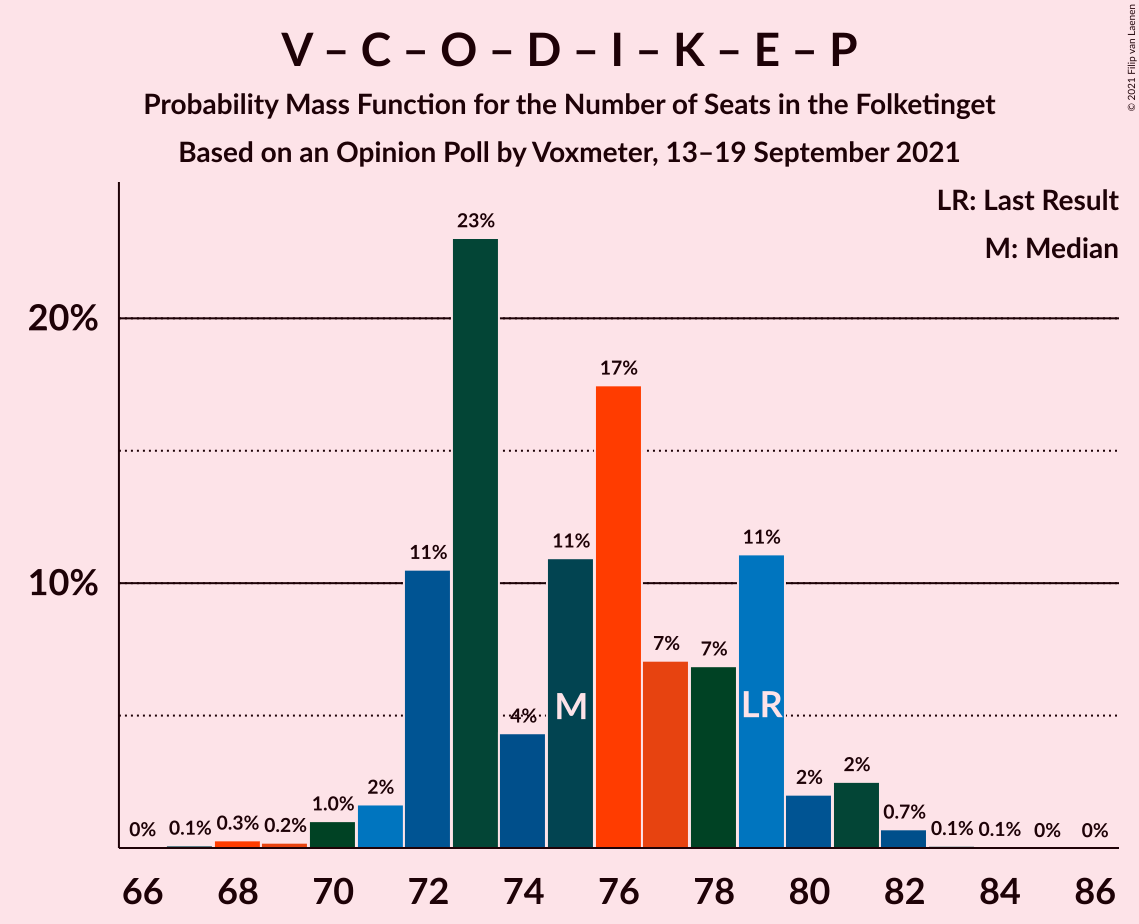 V – C – O – D – I – K – E – P
Probability Mass Function for the Number of Seats in the Folketinget
Based on an Opinion Poll by Voxmeter, 13–19 September 2021
© 2021 Filip van Laenen
LR: Last Result
M: Median
20%
10%
0%
0.1%
0.3%
0.2%
1.0%
2%
11%
23%
4%
11%
17%
7%
7%
11%
2%
2%
0.7%
0.1%
0.1%
0%
0%
M
LR
66 68 70 72 74 76 78 80 82 84 86